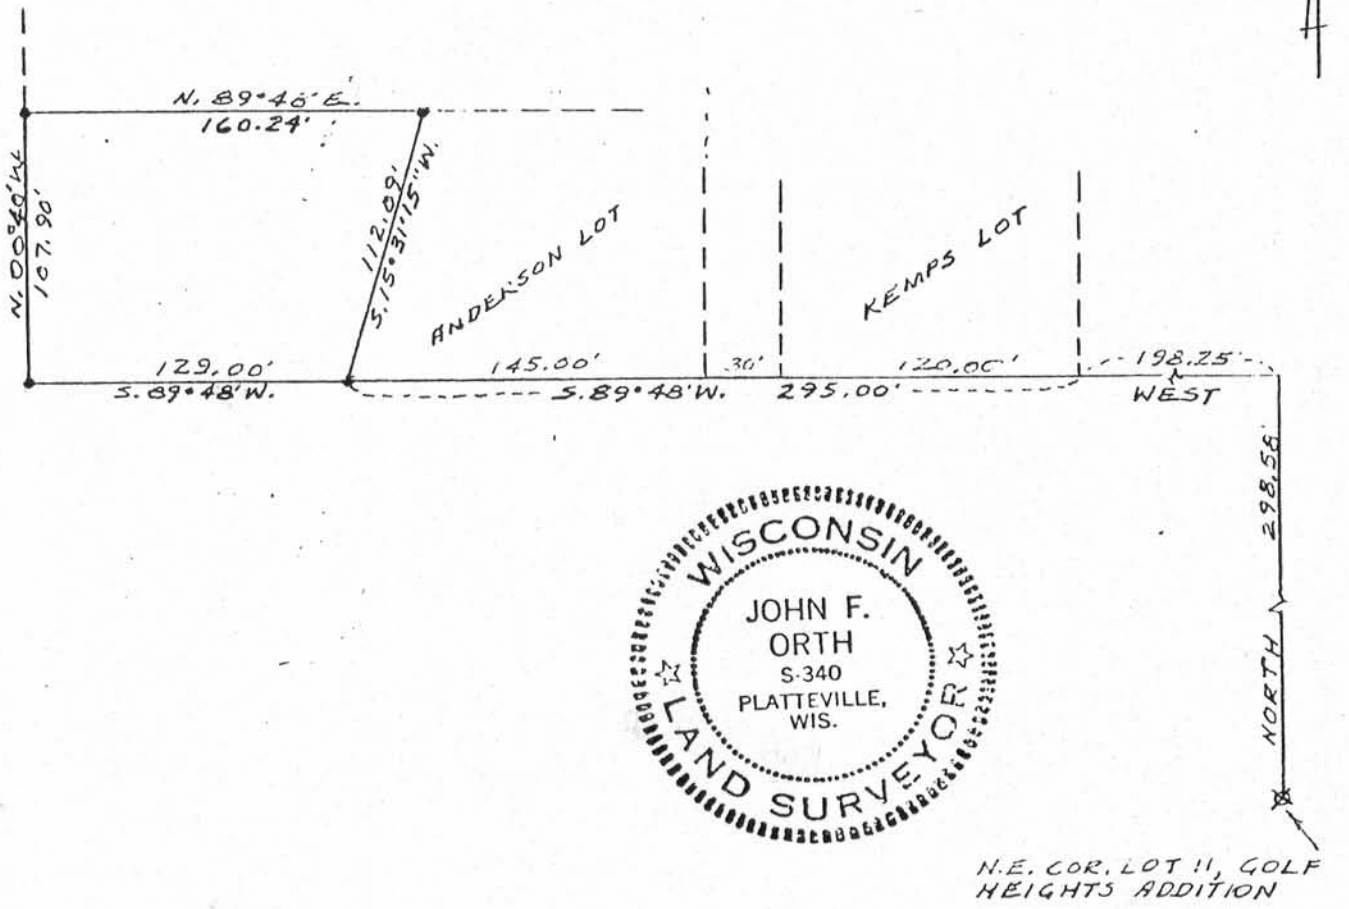 N. 89°48' E.
160.24'
N. 00°40' W.
107.90'
112.09'
S. 15°31'15" W.
ANDERSON LOT
KEMPS LOT
129.00'
S. 89°48' W.
145.00'
30'
120.00'
198.25'
S. 89°48' W. 295.00'
WEST
298.58'
NORTH
WISCONSIN
JOHN F.
ORTH
S-340
PLATTEVILLE,
WIS.
LAND SURVEYOR
N.E. COR. LOT 11, GOLF
HEIGHTS ADDITION